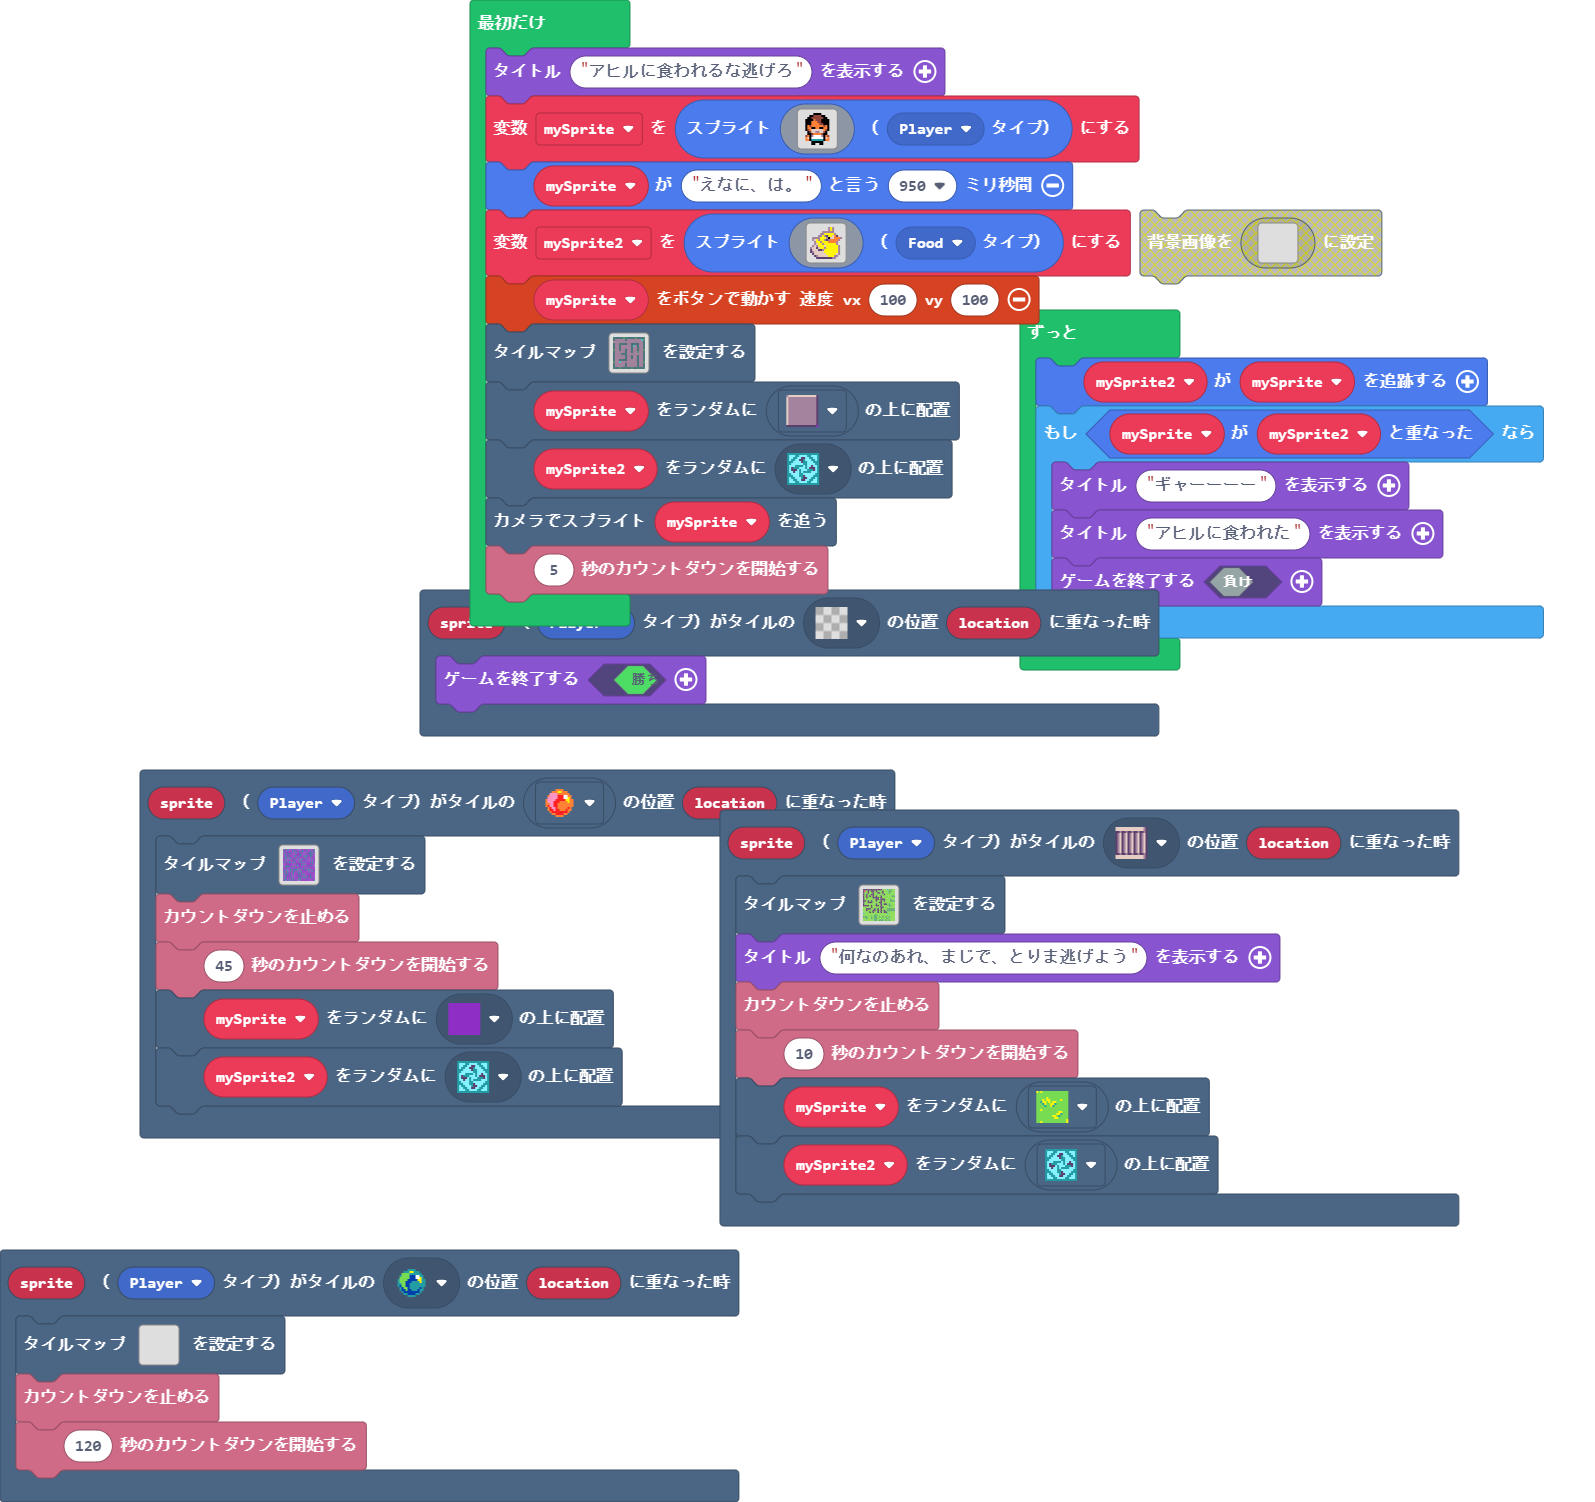 最初だけ
タイトル "アヒルに食われるな逃げろ" を表示する
変数 mySprite を スプライト ( Player タイプ) にする
mySprite が "えなに、は。" と言う 950 ミリ秒間
変数 mySprite2 を スプライト ( Food タイプ) にする
背景画像を に設定
mySprite をボタンで動かす 速度 vx 100 vy 100
タイルマップ を設定する
mySprite をランダムに の上に配置
mySprite2 をランダムに の上に配置
カメラでスプライト mySprite を追う
5 秒のカウントダウンを開始する
ずっと
mySprite2 が mySprite を追跡する
もし mySprite が mySprite2 と重なった なら
タイトル "ギャーーーー" を表示する
タイトル "アヒルに食われた" を表示する
ゲームを終了する 負け
タイプ) がタイルの の位置 location に重なった時
ゲームを終了する 勝ち
sprite ( Player タイプ) がタイルの の位置 location に重なった時
タイルマップ を設定する
カウントダウンを止める
45 秒のカウントダウンを開始する
mySprite をランダムに の上に配置
mySprite2 をランダムに の上に配置
sprite ( Player タイプ) がタイルの の位置 location に重なった時
タイルマップ を設定する
タイトル "何なのあれ、まじで、とりま逃げよう" を表示する
カウントダウンを止める
10 秒のカウントダウンを開始する
mySprite をランダムに の上に配置
mySprite2 をランダムに の上に配置
sprite ( Player タイプ) がタイルの の位置 location に重なった時
タイルマップ を設定する
カウントダウンを止める
120 秒のカウントダウンを開始する